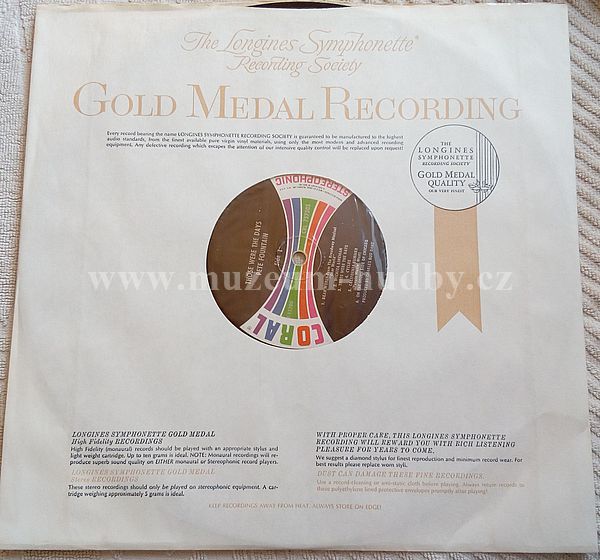 The Longines Symphonette®
Recording Society
GOLD MEDAL RECORDING
Every record bearing the name LONGINES SYMPHONETTE RECORDING SOCIETY is guaranteed to be manufactured to the highest
audio standards, from the finest available pure virgin vinyl materials, using only the most modern and advanced recording
equipment. Any defective recording which escapes the attention of our intensive quality control will be replaced upon request!
THE
LONGINES
SYMPHONETTE
RECORDING SOCIETY
GOLD MEDAL
QUALITY
OUR VERY FINEST
STEREOPHONIC
THOSE WERE THE DAYS
PETE FOUNTAIN
Side 1
CORAL®
www.muzeum-hudby.cz
LONGINES SYMPHONETTE GOLD MEDAL
High Fidelity RECORDINGS
High Fidelity (monaural) records should be played with an appropriate stylus and
light weight cartridge. Up to ten grams is ideal. NOTE: Monaural recordings will re-
produce superb sound quality on EITHER monaural or Stereophonic record players.
LONGINES SYMPHONETTE GOLD MEDAL
Stereo RECORDINGS
These stereo recordings should only be played on stereophonic equipment. A car-
tridge weighing approximately 5 grams is ideal.
WITH PROPER CARE, THIS LONGINES SYMPHONETTE
RECORDING WILL REWARD YOU WITH RICH LISTENING
PLEASURE FOR YEARS TO COME.
We suggest a diamond stylus for finest reproduction and minimum record wear. For
best results please replace worn styli.
DUST CAN DAMAGE THESE FINE RECORDINGS.
Use a record-cleaning or anti-static cloth before playing. Always return records to
these polyethylene lined protective envelopes promptly after playing!
KEEP RECORDINGS AWAY FROM HEAT. ALWAYS STORE ON EDGE!